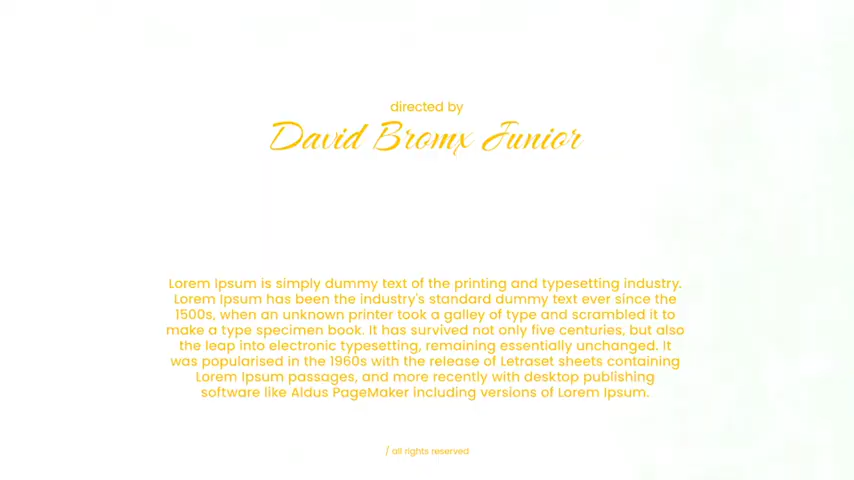 directed by
David Bromx Junior
Lorem Ipsum is simply dummy text of the printing and typesetting industry.
Lorem Ipsum has been the industry's standard dummy text ever since the
1500s, when an unknown printer took a galley of type and scrambled it to
make a type specimen book. It has survived not only five centuries, but also
the leap into electronic typesetting, remaining essentially unchanged. It
was popularised in the 1960s with the release of Letraset sheets containing
Lorem Ipsum passages, and more recently with desktop publishing
software like Aldus PageMaker including versions of Lorem Ipsum.
/ all rights reserved